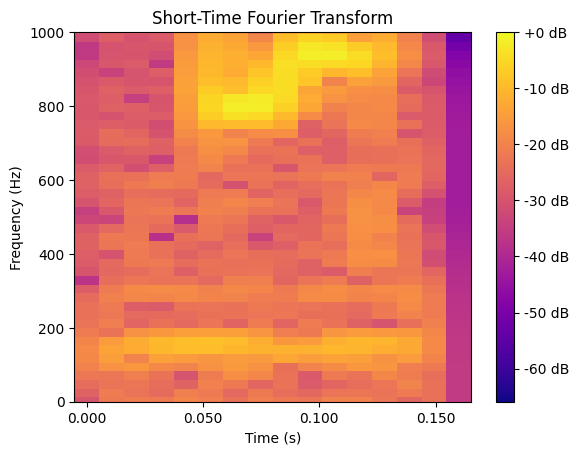 Short-Time Fourier Transform
1000
800
600
400
200
0
Frequency (Hz)
0.000
0.050
0.100
0.150
Time (s)
+0 dB
-10 dB
-20 dB
-30 dB
-40 dB
-50 dB
-60 dB